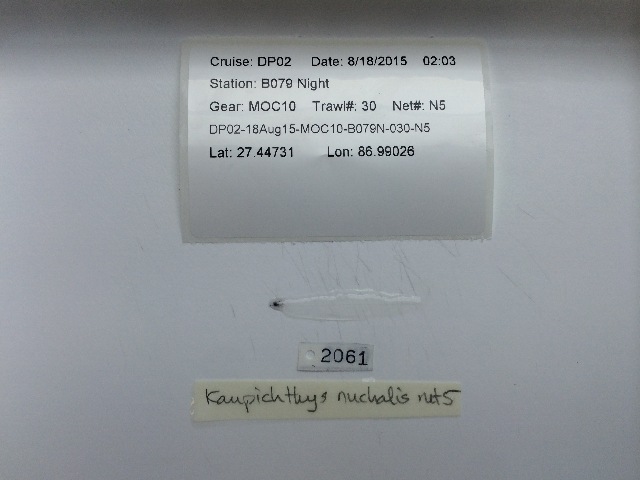 Cruise: DP02 Date: 8/18/2015 02:03
Station: B079 Night
Gear: MOC10 Trawl#: 30 Net#: N5
DP02-18Aug15-MOC10-B079N-030-N5
Lat: 27.44731 Lon: 86.99026
2061
Kaupichthys nuchalis net5